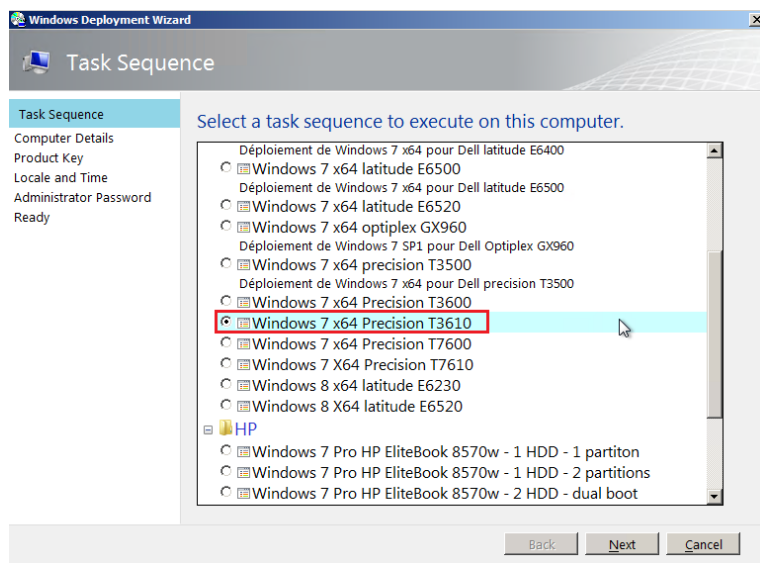 Windows Deployment Wizard
Task Sequence
Task Sequence
Computer Details
Product Key
Locale and Time
Administrator Password
Ready
Select a task sequence to execute on this computer.
Déploiement de Windows 7 x64 pour Dell latitude E6400
Windows 7 x64 latitude E6500
Déploiement de Windows 7 x64 pour Dell latitude E6500
Windows 7 x64 latitude E6520
Windows 7 x64 optiplex GX960
Déploiement de Windows 7 SP1 pour Dell Optiplex GX960
Windows 7 x64 precision T3500
Déploiement de Windows 7 x64 pour Dell precision T3500
Windows 7 x64 Precision T3600
Windows 7 x64 Precision T3610
Windows 7 x64 Precision T7600
Windows 7 X64 Precision T7610
Windows 8 x64 latitude E6230
Windows 8 X64 latitude E6520
HP
Windows 7 Pro HP EliteBook 8570w - 1 HDD - 1 partiton
Windows 7 Pro HP EliteBook 8570w - 1 HDD - 2 partitions
Windows 7 Pro HP EliteBook 8570w - 2 HDD - dual boot
Back Next Cancel